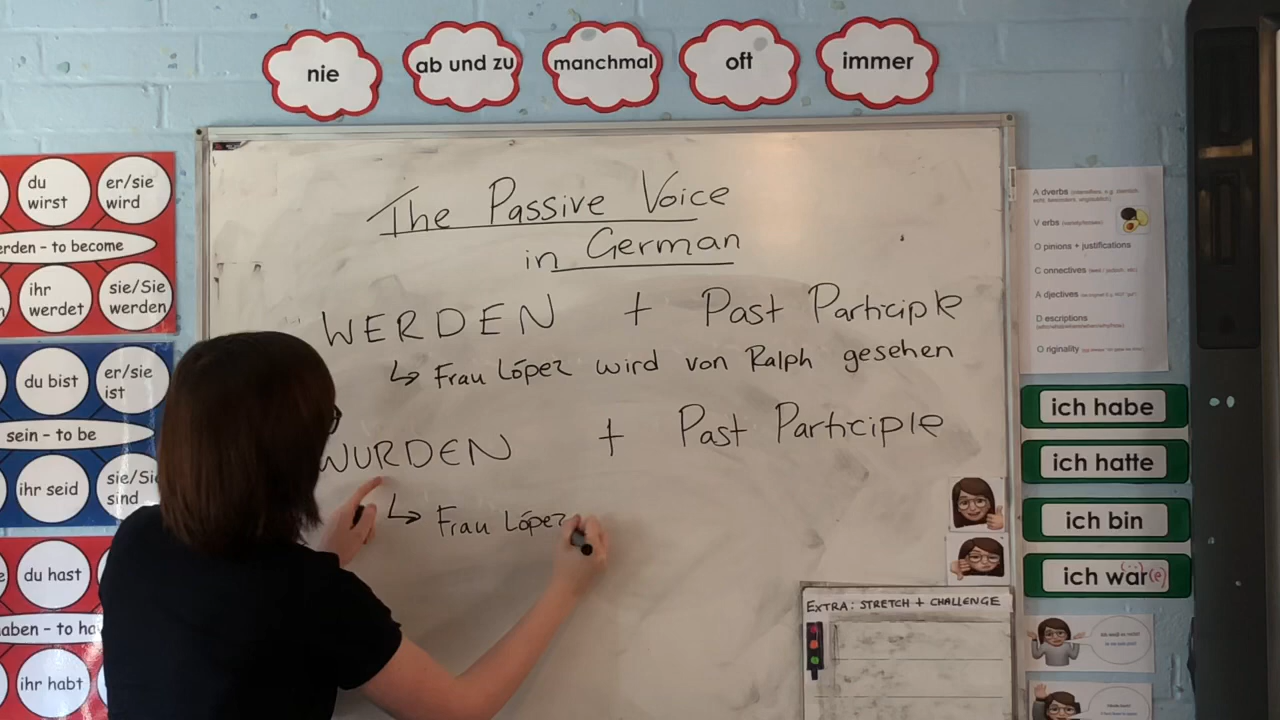 nie
ab und zu
manchmal
oft
immer
du wirst
er/sie wird
erden – to become
ihr werdet
sie/Sie werden
du bist
er/sie ist
sein – to be
ihr seid
sie/Sie sind
du hast
aben – to ha
ihr habt
The Passive Voice
in German
WERDEN + Past Participle
↳ Frau López wird von Ralph gesehen
WURDEN + Past Participle
↳ Frau López
EXTRA: STRETCH + CHALLENGE
A dverbs
V erbs
O pinions + justifications
C onnectives
A djectives
D escriptions
O riginality
ich habe
ich hatte
ich bin
ich war(e)